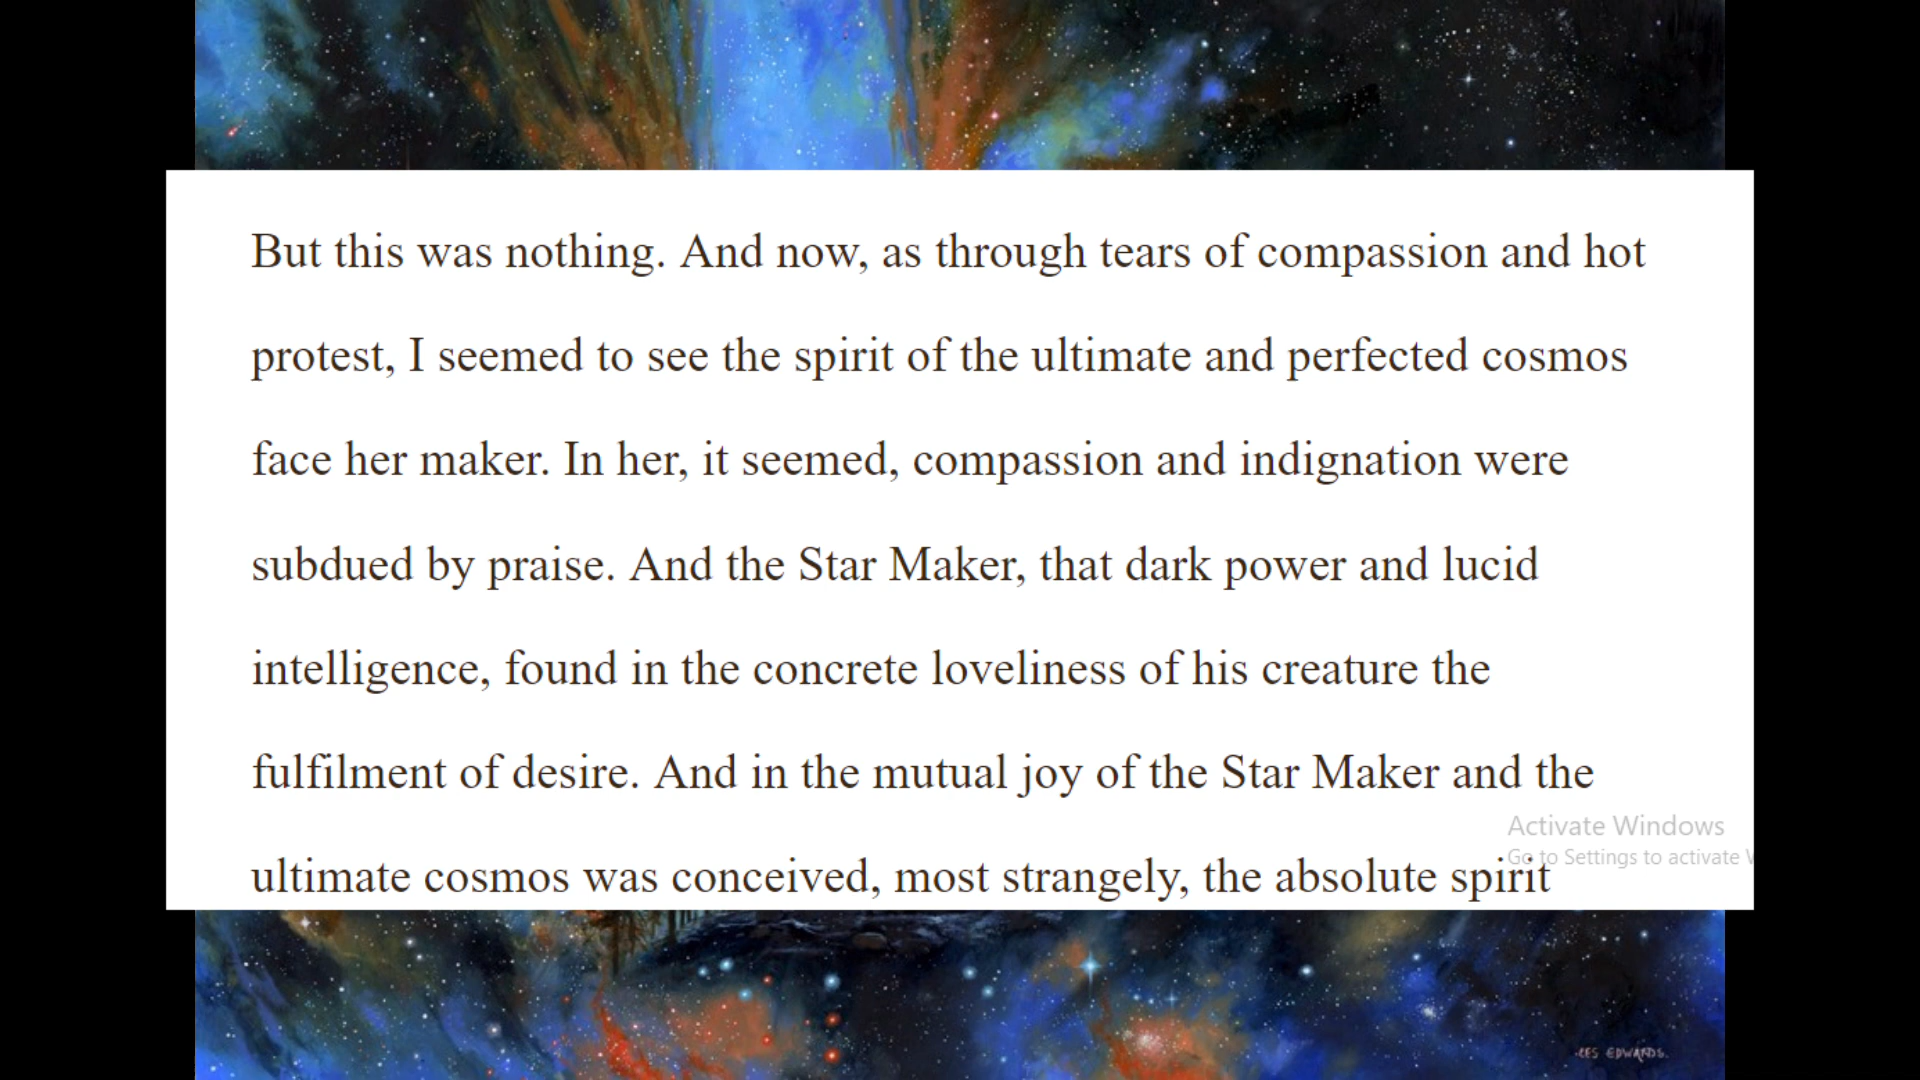 But this was nothing. And now, as through tears of compassion and hot
protest, I seemed to see the spirit of the ultimate and perfected cosmos
face her maker. In her, it seemed, compassion and indignation were
subdued by praise. And the Star Maker, that dark power and lucid
intelligence, found in the concrete loveliness of his creature the
fulfilment of desire. And in the mutual joy of the Star Maker and the
Activate Windows
Go to Settings to activate
ultimate cosmos was conceived, most strangely, the absolute spirit
LES EDWARDS.